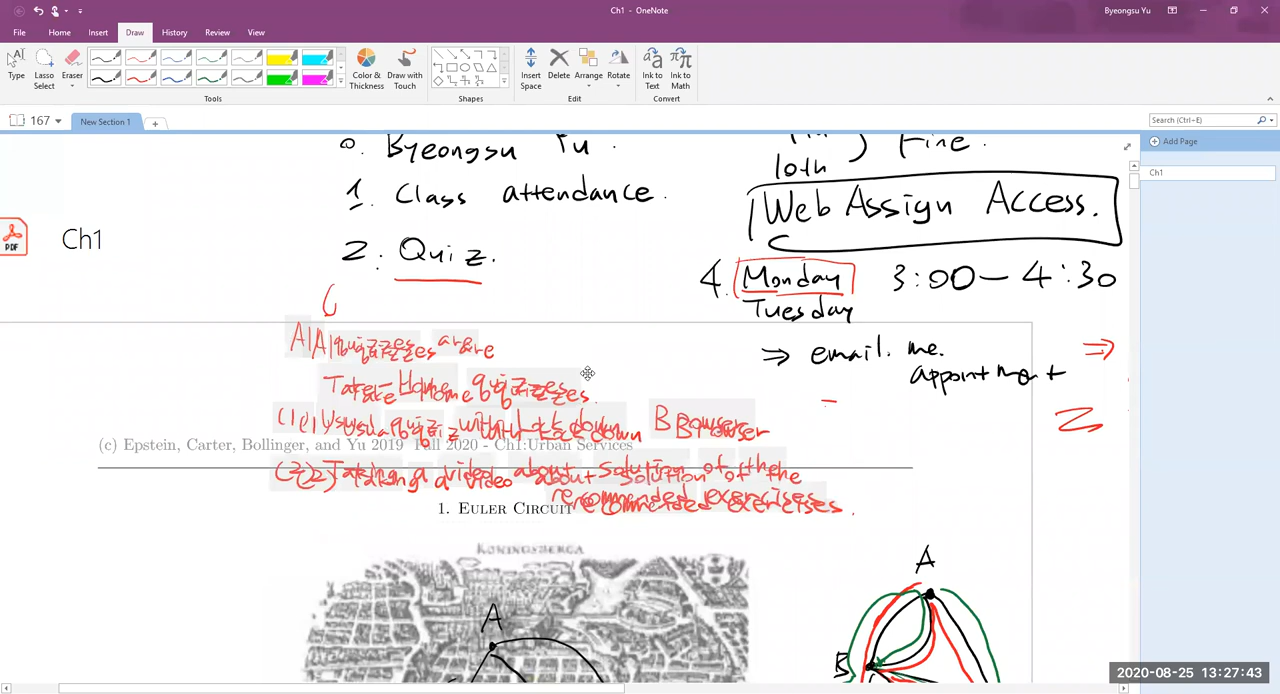 Ch1 - OneNote
Byeongsu Yu
File Home Insert Draw History Review View
Type
Lasso Select
Eraser
Color & Thickness
Draw with Touch
Insert Space
Delete
Arrange
Rotate
Ink to Text
Ink to Math
Tools
Shapes
Edit
Convert
167
New Section 1
Search (Ctrl+E)
Add Page
Ch1
PDF
Ch1
0. Byeongsu Yu.
1. Class attendance.
2. Quiz.
10th
Fine.
Web Assign Access.
4. Monday 3:00 - 4:30
Tuesday
⇒ email. me.
appointment
⇒
All quizzes are
Take-Home quizzes.
(1) Usual quiz with Lockdown Browser
(c) Epstein, Carter, Bollinger, and Yu 2019 Fall 2020 - Ch1:Urban Services
(2) Taking a video about solution of the
recommended exercises.
1. Euler Circuit
KONINGSBERGA
A
A
B
2020-08-25 13:27:43